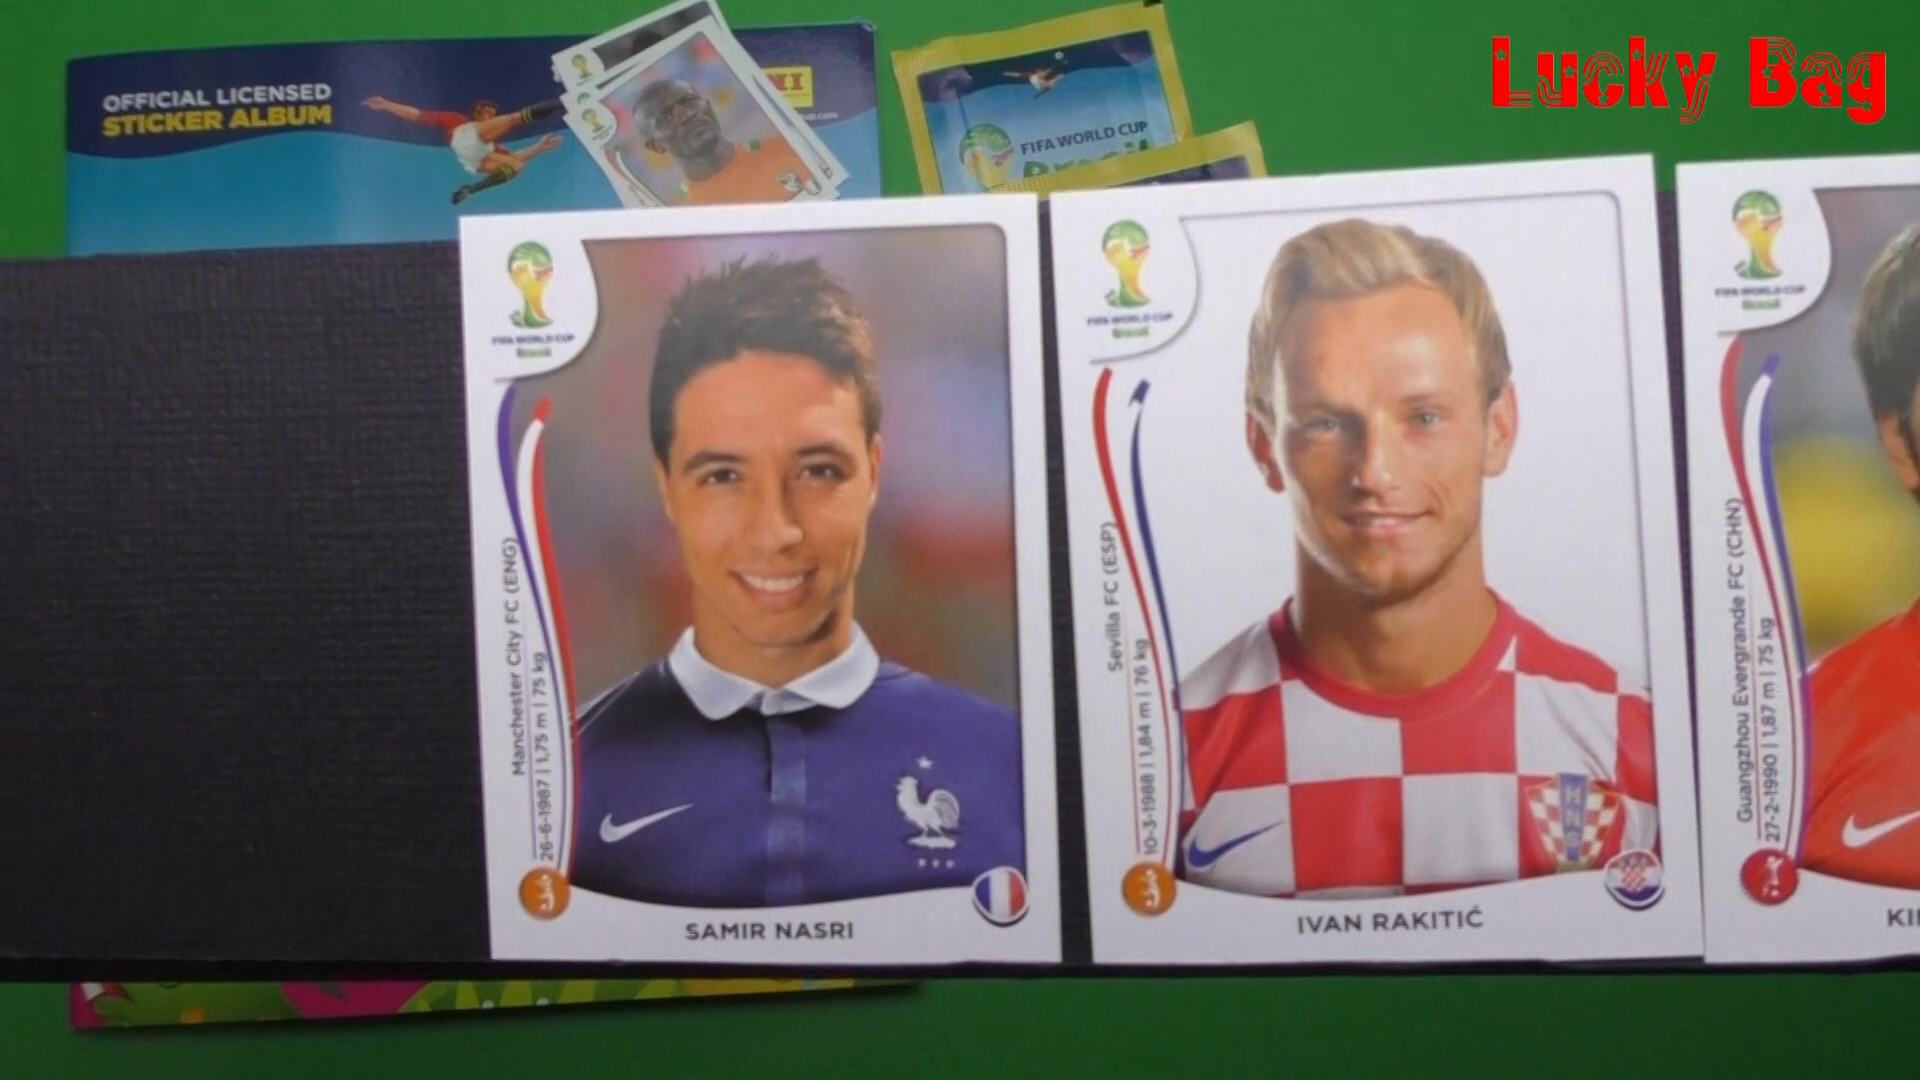 Lucky Bag
OFFICIAL LICENSED
STICKER ALBUM
FIFA WORLD CUP
Brasil
FIFA WORLD CUP
Brasil
Manchester City FC (ENG)
26-6-1987 | 1,75 m | 75 kg
SAMIR NASRI
FIFA WORLD CUP
Brasil
Sevilla FC (ESP)
10-3-1988 | 1,84 m | 76 kg
IVAN RAKITIĆ
FIFA WORLD CUP
Brasil
Guangzhou Evergrande FC (CHN)
27-2-1990 | 1,87 m | 75 kg